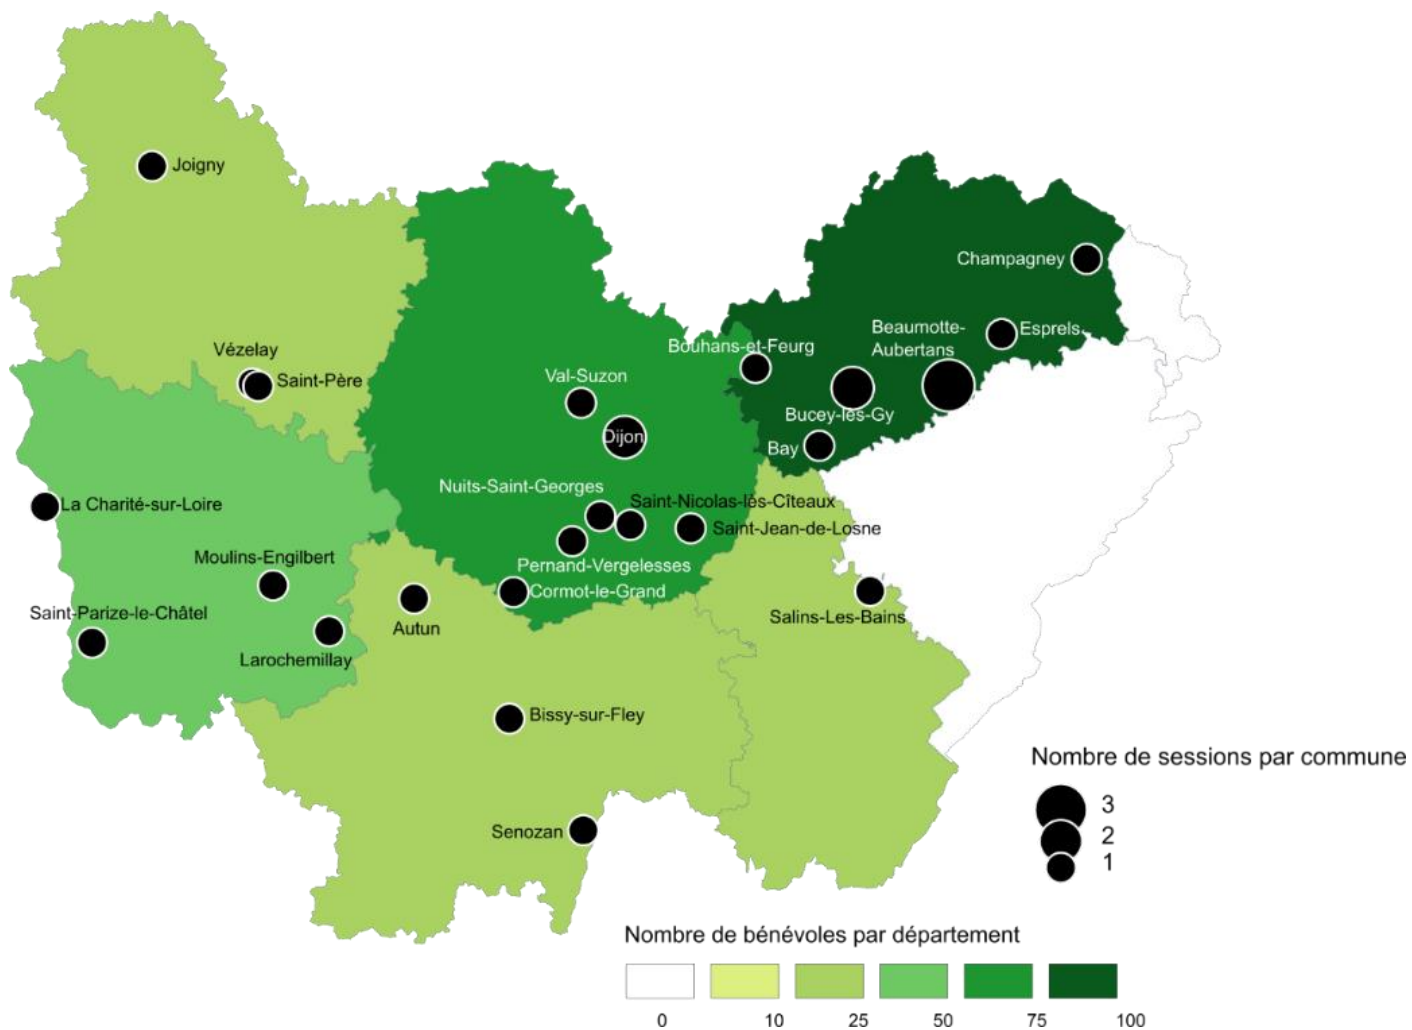 Joigny
Champagney
Beaumotte-
Aubertans
Esprels
Bouhans-et-Feurg
Vézelay
Saint-Père
Val-Suzon
Bucey-les-Gy
Dijon
Bay
Nuits-Saint-Georges
Saint-Nicolas-lès-Cîteaux
La Charité-sur-Loire
Saint-Jean-de-Losne
Moulins-Engilbert
Pernand-Vergelesses
Cormot-le-Grand
Saint-Parize-le-Châtel
Salins-Les-Bains
Autun
Larochemillay
Bissy-sur-Fley
Senozan
Nombre de sessions par commune
3
2
1
Nombre de bénévoles par département
0 10 25 50 75 100